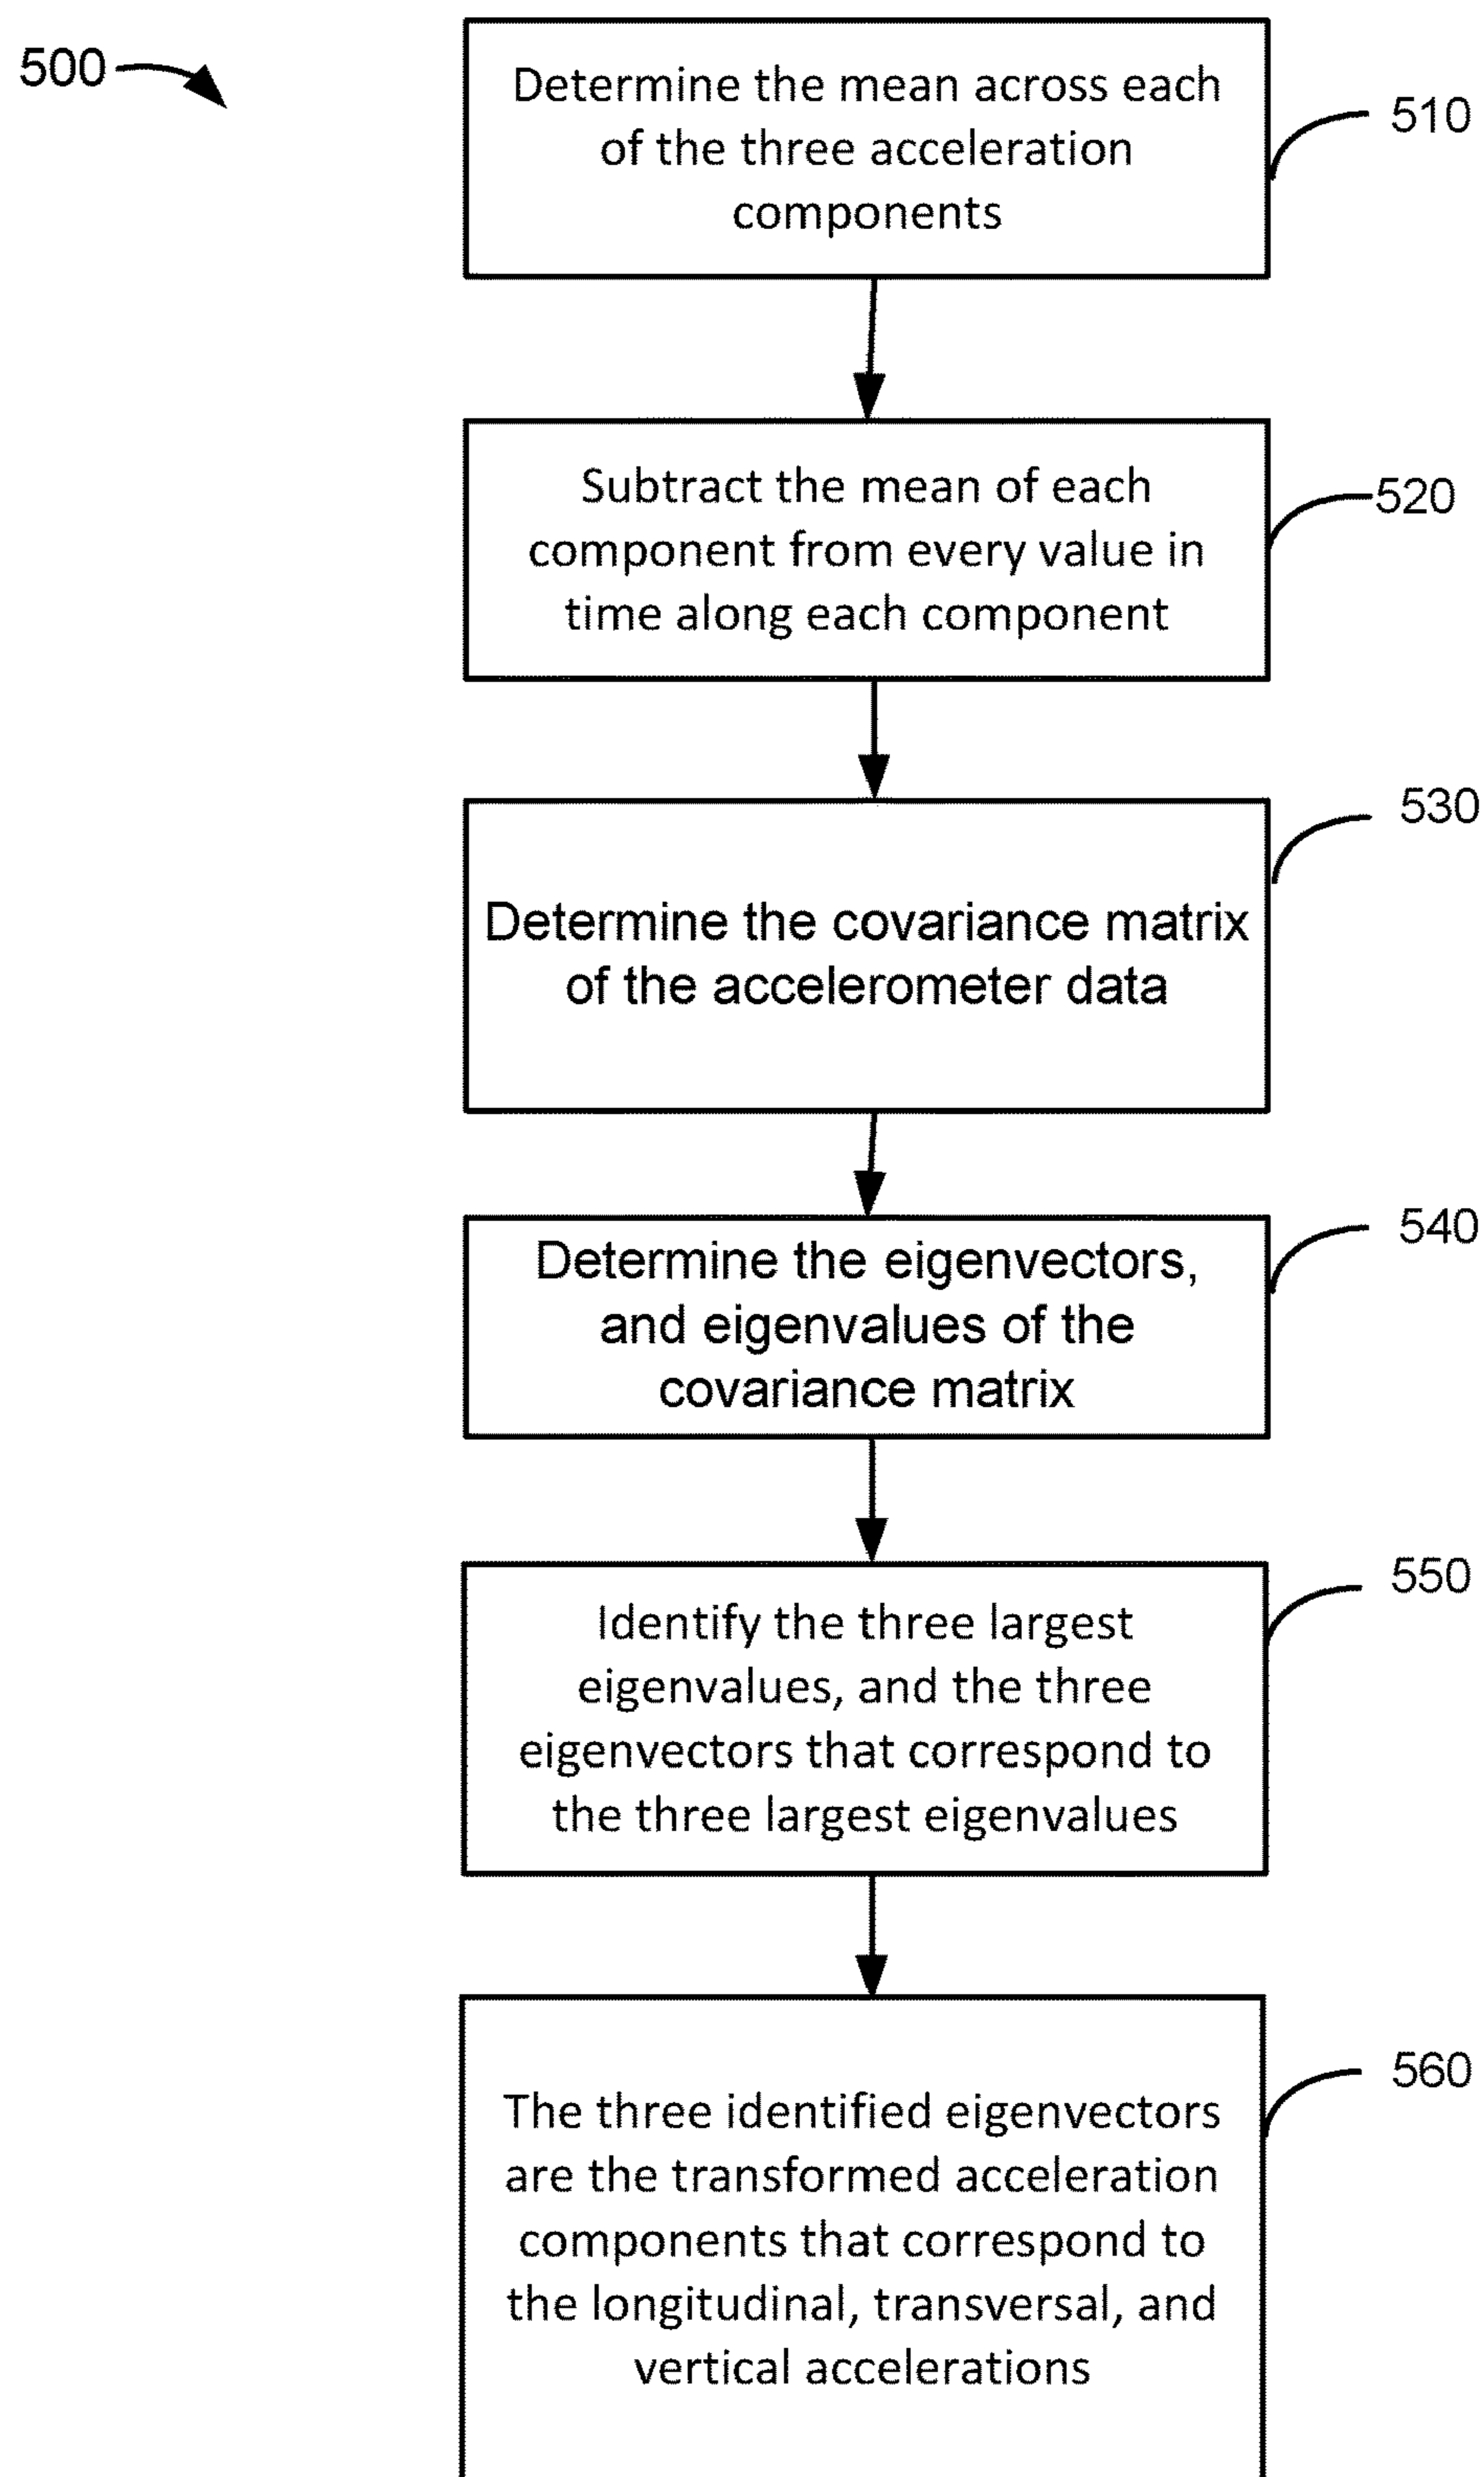 500
Determine the mean across each
of the three acceleration
components
510
Subtract the mean of each
component from every value in
time along each component
520
530
Determine the covariance matrix
of the accelerometer data
540
Determine the eigenvectors,
and eigenvalues of the
covariance matrix
550
Identify the three largest
eigenvalues, and the three
eigenvectors that correspond to
the three largest eigenvalues
560
The three identified eigenvectors
are the transformed acceleration
components that correspond to
the longitudinal, transversal, and
vertical accelerations